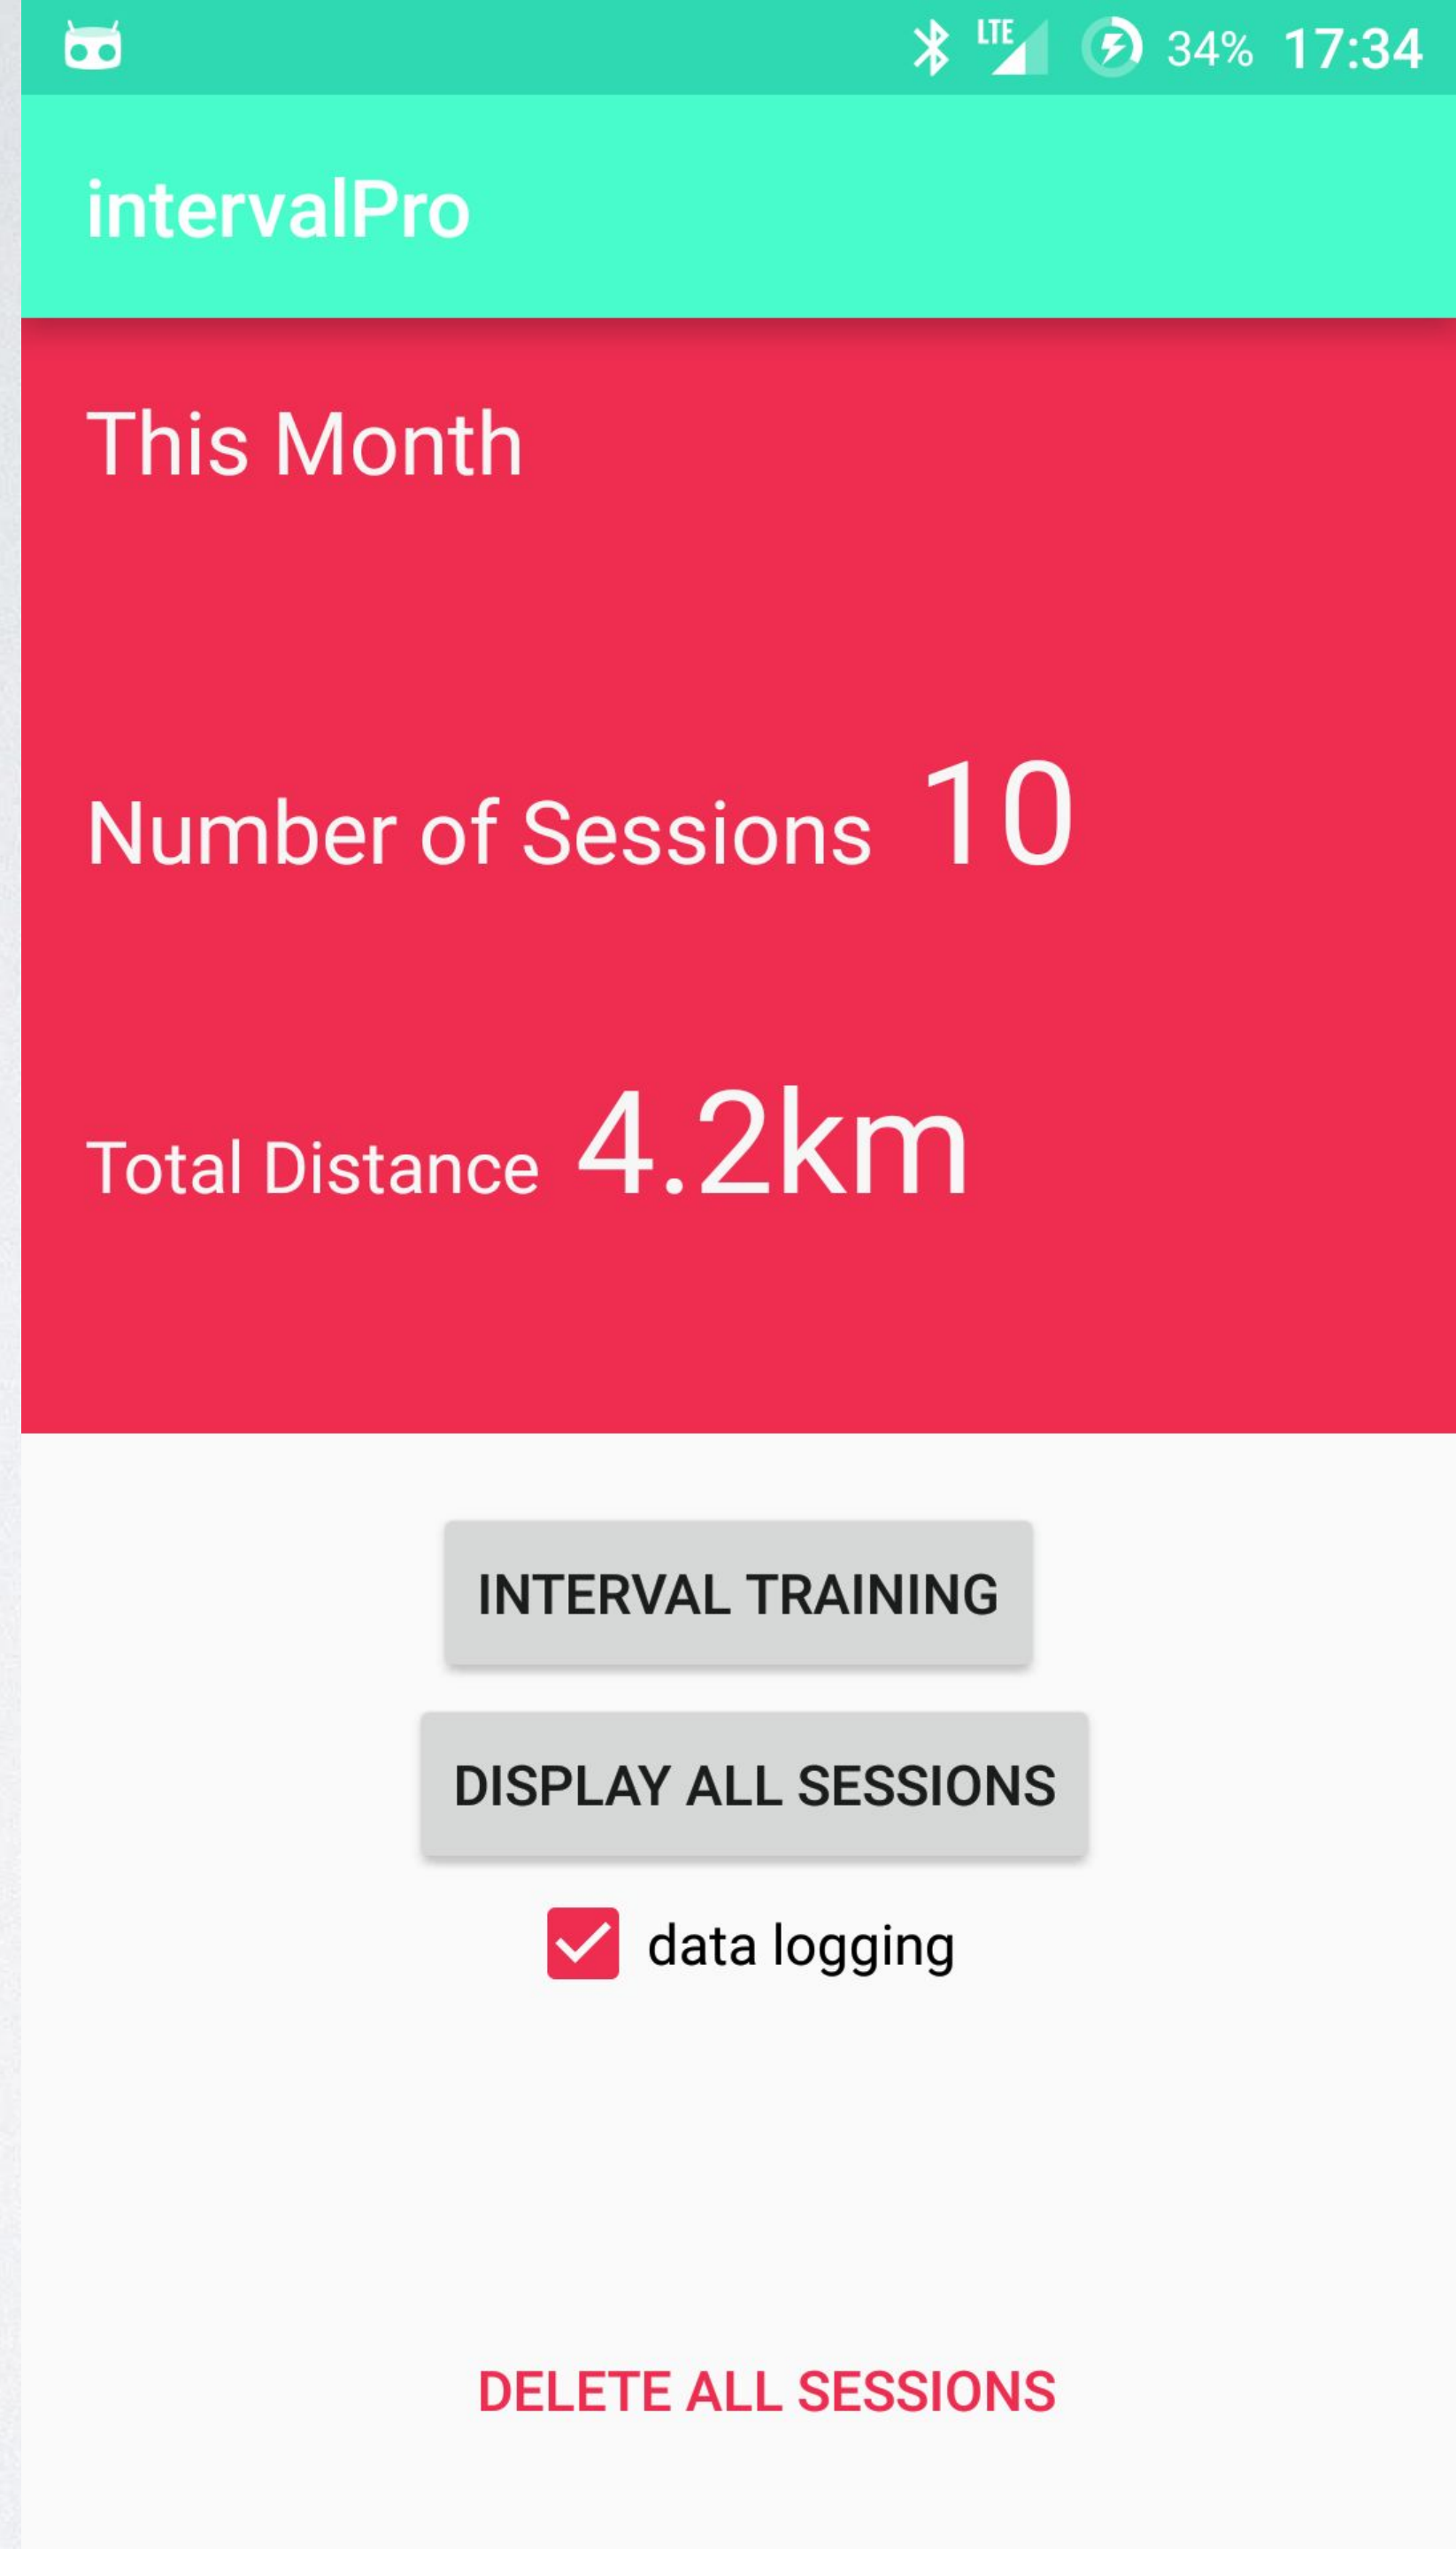 LTE 34% 17:34
intervalPro
This Month
Number of Sessions 10
Total Distance 4.2km
INTERVAL TRAINING
DISPLAY ALL SESSIONS
data logging
DELETE ALL SESSIONS